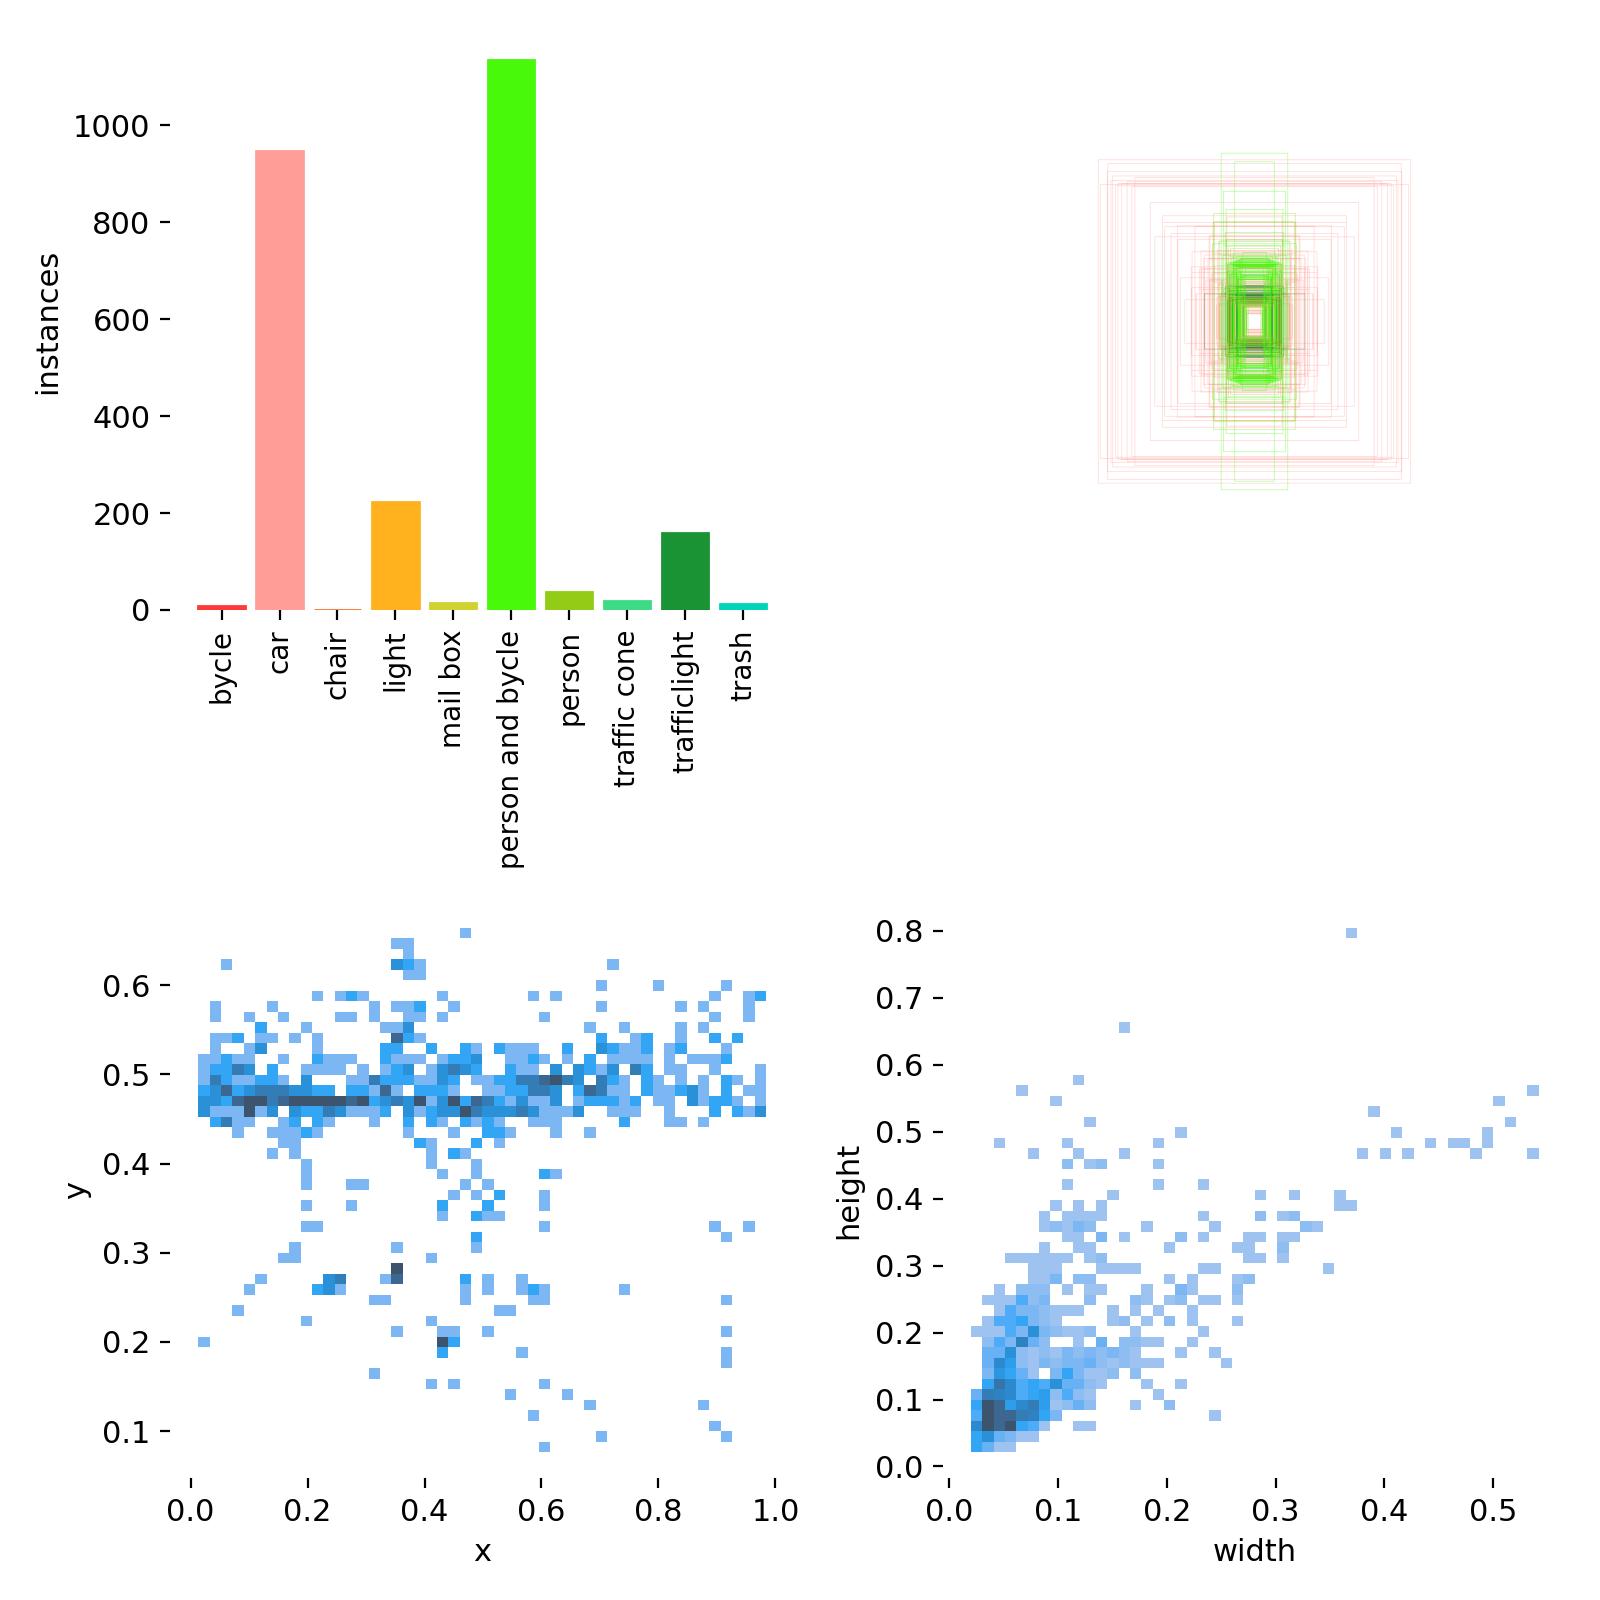 instances
1000
800
600
400
200
0
bycle
car
chair
light
mail box
person and bycle
person
traffic cone
trafficlight
trash
y
0.6
0.5
0.4
0.3
0.2
0.1
0.0 0.2 0.4 0.6 0.8 1.0
x
height
0.8
0.7
0.6
0.5
0.4
0.3
0.2
0.1
0.0
0.0 0.1 0.2 0.3 0.4 0.5
width